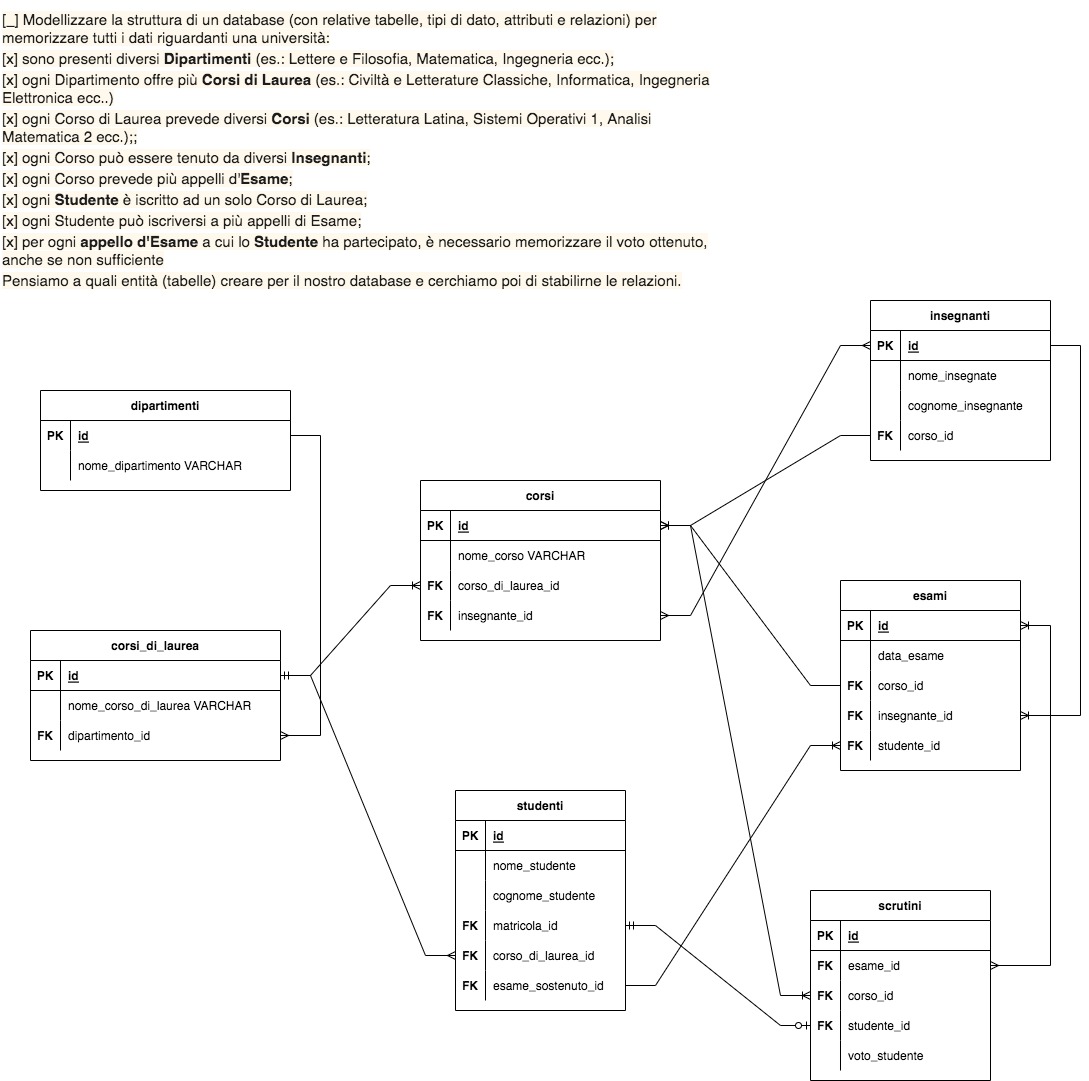 [_] Modellizzare la struttura di un database (con relative tabelle, tipi di dato, attributi e relazioni) per
memorizzare tutti i dati riguardanti una università:
[x] sono presenti diversi Dipartimenti (es.: Lettere e Filosofia, Matematica, Ingegneria ecc.);
[x] ogni Dipartimento offre più Corsi di Laurea (es.: Civiltà e Letterature Classiche, Informatica, Ingegneria
Elettronica ecc..)
[x] ogni Corso di Laurea prevede diversi Corsi (es.: Letteratura Latina, Sistemi Operativi 1, Analisi
Matematica 2 ecc.);;
[x] ogni Corso può essere tenuto da diversi Insegnanti;
[x] ogni Corso prevede più appelli d'Esame;
[x] ogni Studente è iscritto ad un solo Corso di Laurea;
[x] ogni Studente può iscriversi a più appelli di Esame;
[x] per ogni appello d'Esame a cui lo Studente ha partecipato, è necessario memorizzare il voto ottenuto,
anche se non sufficiente
Pensiamo a quali entità (tabelle) creare per il nostro database e cerchiamo poi di stabilirne le relazioni.
insegnanti
PK id
nome_insegnate
cognome_insegnante
FK corso_id
dipartimenti
PK id
nome_dipartimento VARCHAR
corsi
PK id
nome_corso VARCHAR
FK corso_di_laurea_id
FK insegnante_id
esami
PK id
data_esame
FK corso_id
FK insegnante_id
FK studente_id
corsi_di_laurea
PK id
nome_corso_di_laurea VARCHAR
FK dipartimento_id
studenti
PK id
nome_studente
cognome_studente
FK matricola_id
FK corso_di_laurea_id
FK esame_sostenuto_id
scrutini
PK id
FK esame_id
FK corso_id
FK studente_id
voto_studente